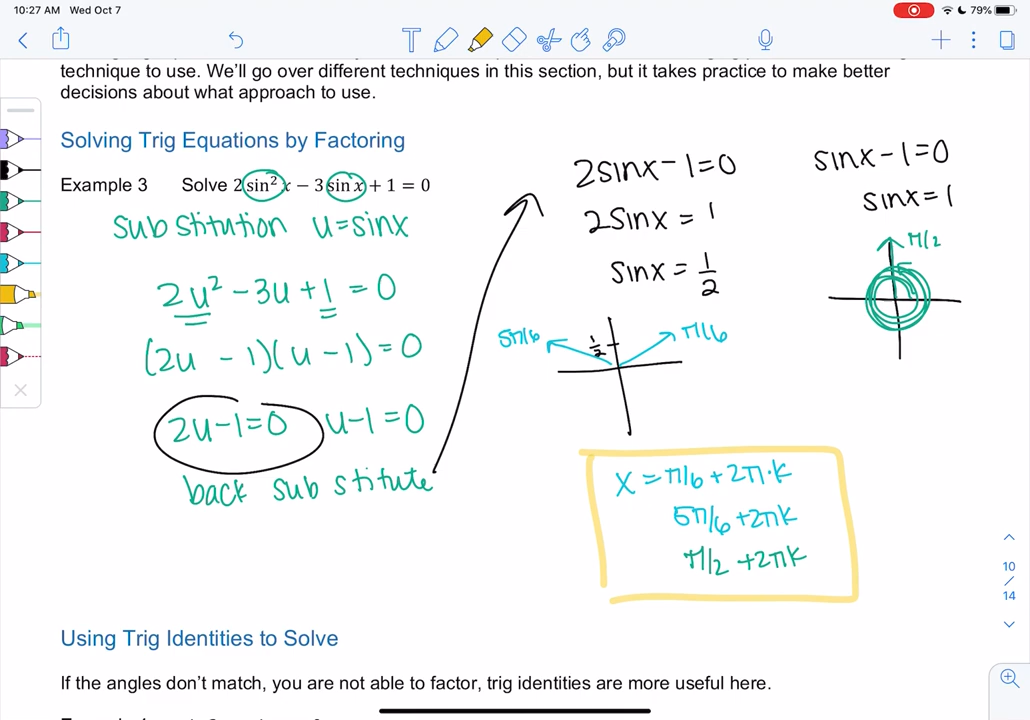 10:27 AM Wed Oct 7
79%
technique to use. We'll go over different techniques in this section, but it takes practice to make better
decisions about what approach to use.
Solving Trig Equations by Factoring
Example 3 Solve 2 sin² x − 3 sin x + 1 = 0
substitution u=sinx
2u² -3u +1 = 0
(2u - 1)(u - 1) = 0
2u-1=0 u-1=0
back substitute
2sinx-1=0
2sinx = 1
sinx = 1/2
5π/6 1/2 π/6
sinx-1=0
sinx=1
π/2
x = π/6 + 2π·k
5π/6 +2πk
π/2 +2πk
10
/
14
Using Trig Identities to Solve
If the angles don't match, you are not able to factor, trig identities are more useful here.